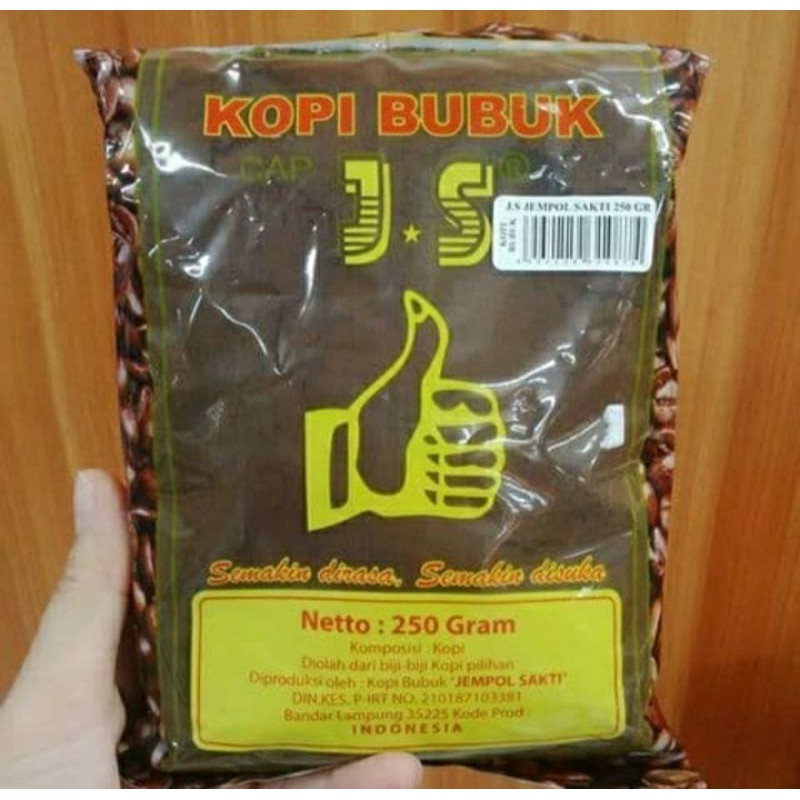 KOPI BUBUK
CAP J.S®
J.S JEMPOL SAKTI 250 GR
KOPI
BUBUK
Semakin dirasa, Semakin disuka
Netto : 250 Gram
Komposisi : Kopi
Diolah dari biji-biji Kopi pilihan
Diproduksi oleh : Kopi Bubuk "JEMPOL SAKTI"
DIN.KES. P-IRT NO. 210187103381
Bandar Lampung 35225 Kode Prod :
INDONESIA